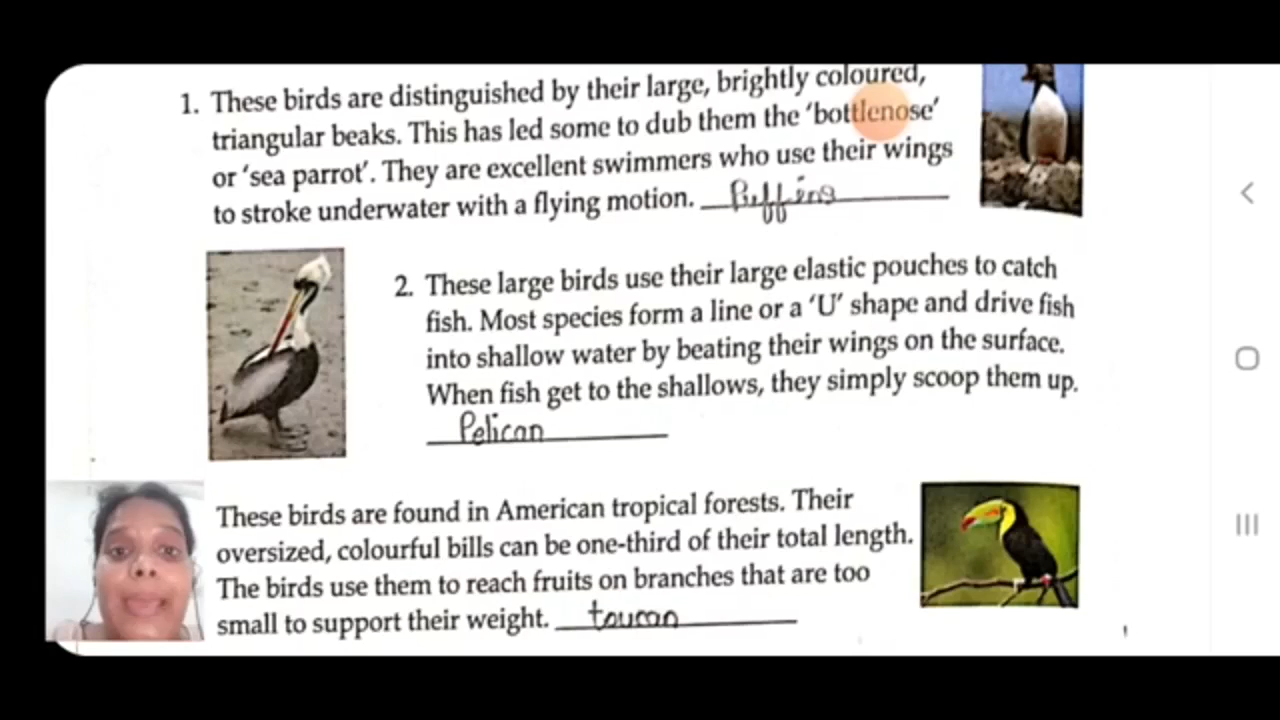 1. These birds are distinguished by their large, brightly coloured,
triangular beaks. This has led some to dub them the 'bottlenose'
or 'sea parrot'. They are excellent swimmers who use their wings
to stroke underwater with a flying motion. Puffins
2. These large birds use their large elastic pouches to catch
fish. Most species form a line or a 'U' shape and drive fish
into shallow water by beating their wings on the surface.
When fish get to the shallows, they simply scoop them up.
Pelican
These birds are found in American tropical forests. Their
oversized, colourful bills can be one-third of their total length.
The birds use them to reach fruits on branches that are too
small to support their weight. toucan